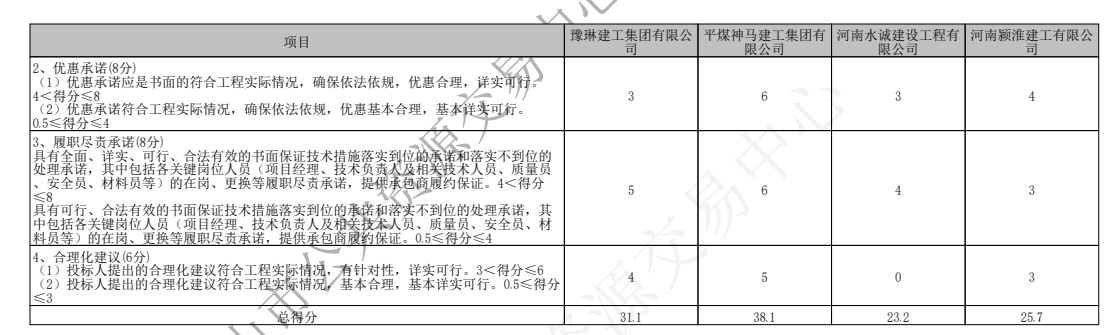 项目 豫琳建工集团有限公司 平煤神马建工集团有限公司 河南水诚建设工程有限公司 河南颍淮建工有限公司
2、优惠承诺(8分)
（1）优惠承诺应是书面的符合工程实际情况，确保依法依规，优惠合理，详实可行。
4＜得分≤8
（2）优惠承诺符合工程实际情况，确保依法依规，优惠基本合理，基本详实可行。
0.5≤得分≤4
3 6 3 4
3、履职尽责承诺(8分)
具有全面、详实、可行、合法有效的书面保证技术措施落实到位的承诺和落实不到位的
处理承诺，其中包括各关键岗位人员（项目经理、技术负责人及相关技术人员、质量员
、安全员、材料员等）的在岗、更换等履职尽责承诺，提供承包商履约保证。4＜得分
≤8
具有可行、合法有效的书面保证技术措施落实到位的承诺和落实不到位的处理承诺，其
中包括各关键岗位人员（项目经理、技术负责人及相关技术人员、质量员、安全员、材
料员等）的在岗、更换等履职尽责承诺，提供承包商履约保证。0.5≤得分≤4
5 6 4 3
4、合理化建议(6分)
（1）投标人提出的合理化建议符合工程实际情况，有针对性，详实可行。3＜得分≤6
（2）投标人提出的合理化建议符合工程实际情况，基本合理，基本详实可行。0.5≤得分
≤3
4 5 0 3
总得分 31.1 38.1 23.2 25.7